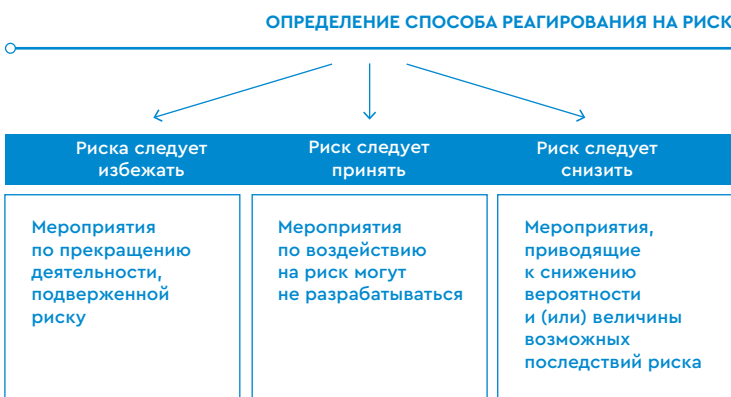 ОПРЕДЕЛЕНИЕ СПОСОБА РЕАГИРОВАНИЯ НА РИСК
Риска следует
избежать
Риск следует
принять
Риск следует
снизить
Мероприятия
по прекращению
деятельности,
подверженной
риску
Мероприятия
по воздействию
на риск могут
не разрабатываться
Мероприятия,
приводящие
к снижению
вероятности
и (или) величины
возможных
последствий риска